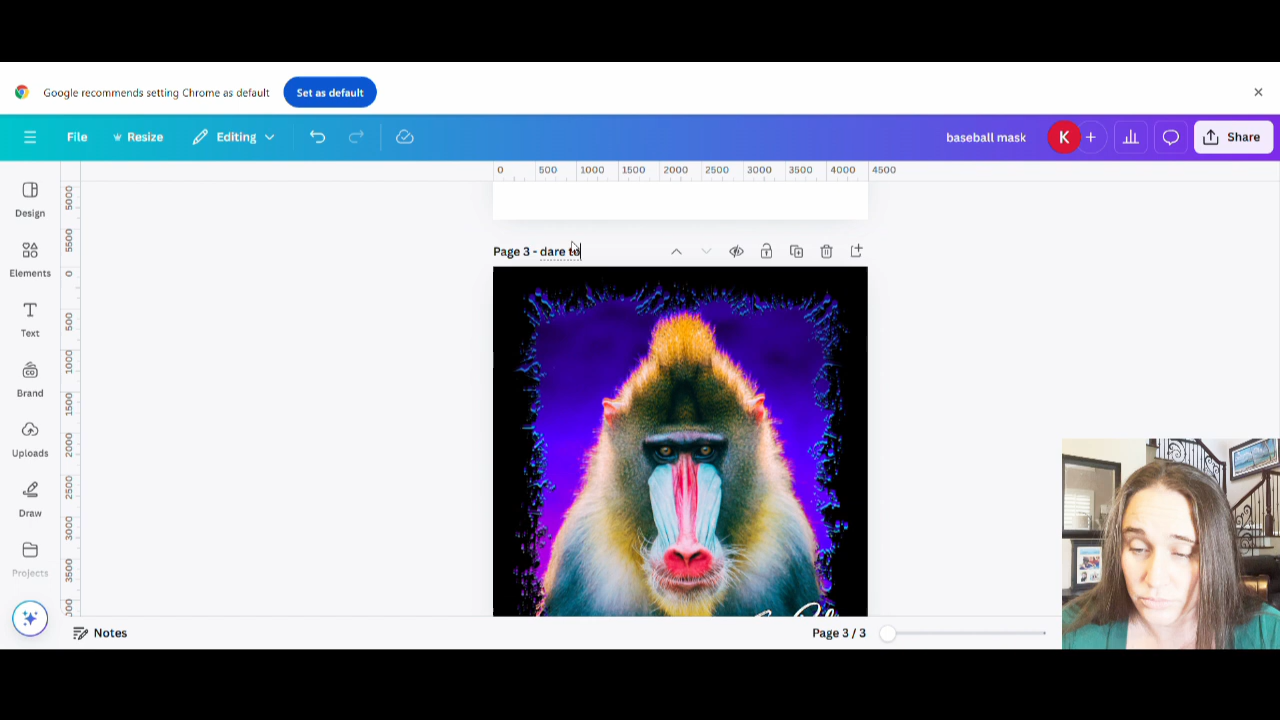 Google recommends setting Chrome as default
Set as default
File
Resize
Editing
baseball mask
K
Share
0 500 1000 1500 2000 2500 3000 3500 4000 4500
Design
Elements
Text
Brand
Uploads
Draw
Projects
5000
5500
0
500
1000
1500
2000
2500
3000
3500
Page 3 - dare to
Notes
Page 3 / 3